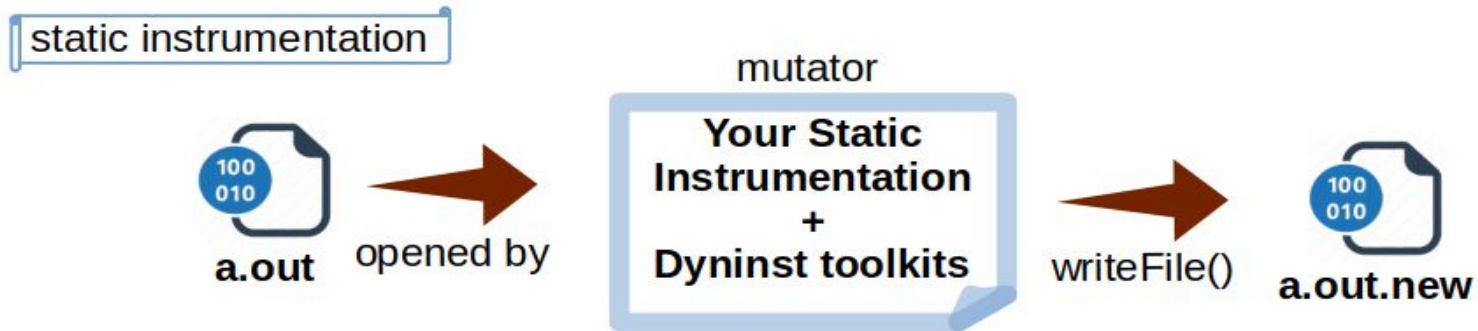 static instrumentation
mutator
Your Static
Instrumentation
+
Dyninst toolkits
100
010
a.out
opened by
writeFile()
100
010
a.out.new